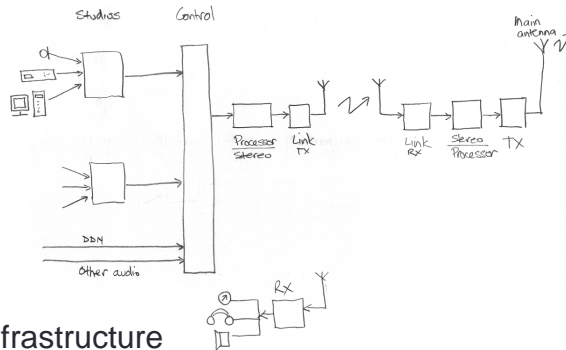 Studios
Control
Main
antenna
Processor
Stereo
Link
TX
Link
RX
Stereo
Processor
TX
DDN
Other audio
RX
frastructure